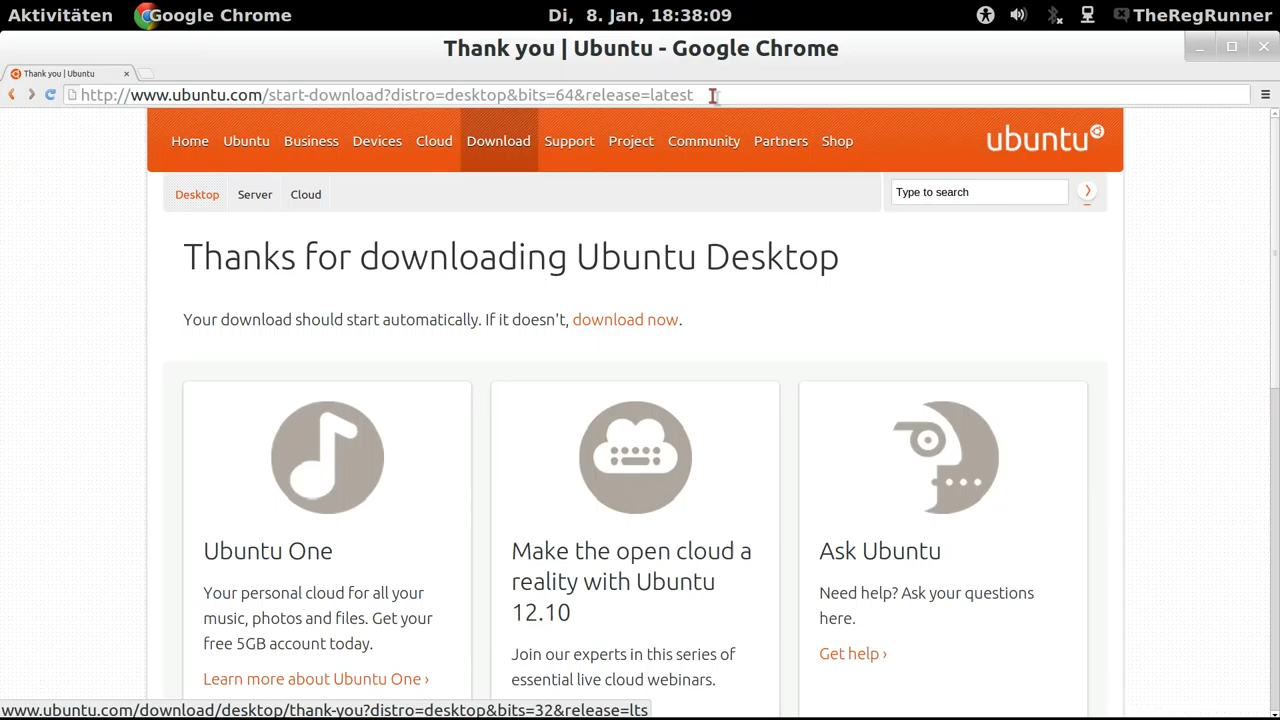 Aktivitäten Google Chrome Di, 8. Jan, 18:38:09 TheRegRunner
Thank you | Ubuntu - Google Chrome
Thank you | Ubuntu
http://www.ubuntu.com/start-download?distro=desktop&bits=64&release=latest
Home Ubuntu Business Devices Cloud Download Support Project Community Partners Shop ubuntu
Desktop Server Cloud Type to search
Thanks for downloading Ubuntu Desktop
Your download should start automatically. If it doesn't, download now.
Ubuntu One
Your personal cloud for all your
music, photos and files. Get your
free 5GB account today.
Learn more about Ubuntu One ›
Make the open cloud a
reality with Ubuntu
12.10
Join our experts in this series of
essential live cloud webinars.
Ask Ubuntu
Need help? Ask your questions
here.
Get help ›
www.ubuntu.com/download/desktop/thank-you?distro=desktop&bits=32&release=lts